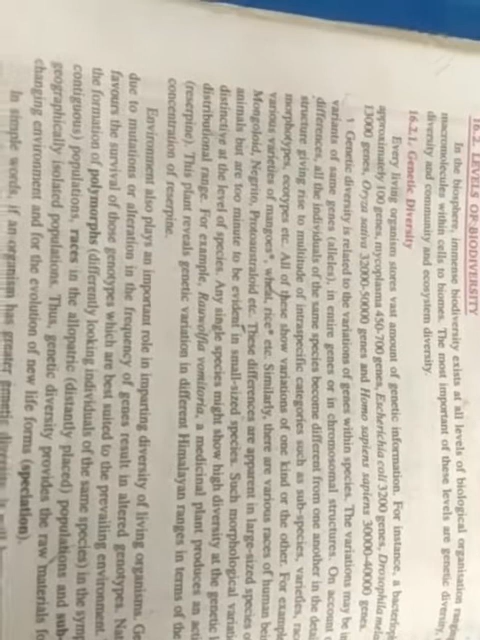 16.2. LEVELS OF BIODIVERSITY
In the biosphere, immense biodiversity exists at all levels of biological organisation rang
macromolecules within cells to biomes. The most important of these levels are genetic diversity,
diversity and community and ecosystem diversity.
16.2.1. Genetic Diversity
Every living organism stores vast amount of genetic information. For instance, a bacteriop
approximately 100 genes, mycoplasma 450-700 genes, Escherichia coli 3200 genes, Drosophila mel
13000 genes, Oryza sativa 32000-50000 genes and Homo sapiens sapiens 30000-40000 genes.
Genetic diversity is related to the variations of genes within species. The variations may be i
variants of same genes (alleles), in entire genes or in chromosomal structures. On account o
differences, all the individuals of the same species become different from one another in the deta
structure giving rise to multitude of intraspecific categories such as sub-species, varieties, rac
morphotypes, ecotypes etc. All of these show variations of one kind or the other. For example
various varieties of mangoes*, wheat, rice* etc. Similarly, there are various races of human bein
Mongoloid, Negrito, Protoaustraloid etc. These differences are apparent in large-sized species o
animals but are too minute to be evident in small-sized species. Such morphological variatio
distinctive at the level of species. Any single species might show high diversity at the genetic l
distributional range. For example, Rauwolfia vomitoria, a medicinal plant produces an acti
(reserpine). This plant reveals genetic variation in different Himalayan ranges in terms of the
concentration of reserpine.
Environment also plays an important role in imparting diversity of living organisms. Ge
due to mutations or alteration in the frequency of genes result in altered genotypes. Nat
favours the survival of those genotypes which are best suited to the prevailing environment.
the formation of polymorphs (differently looking individuals of the same species) in the symp
contiguous) populations, races in the allopatric (distantly placed) populations and sub-
geographically isolated populations. Thus, genetic diversity provides the raw materials fo
changing environment and for the evolution of new life forms (speciation).
In simple words, if an organism has greater genetic diversity, it will